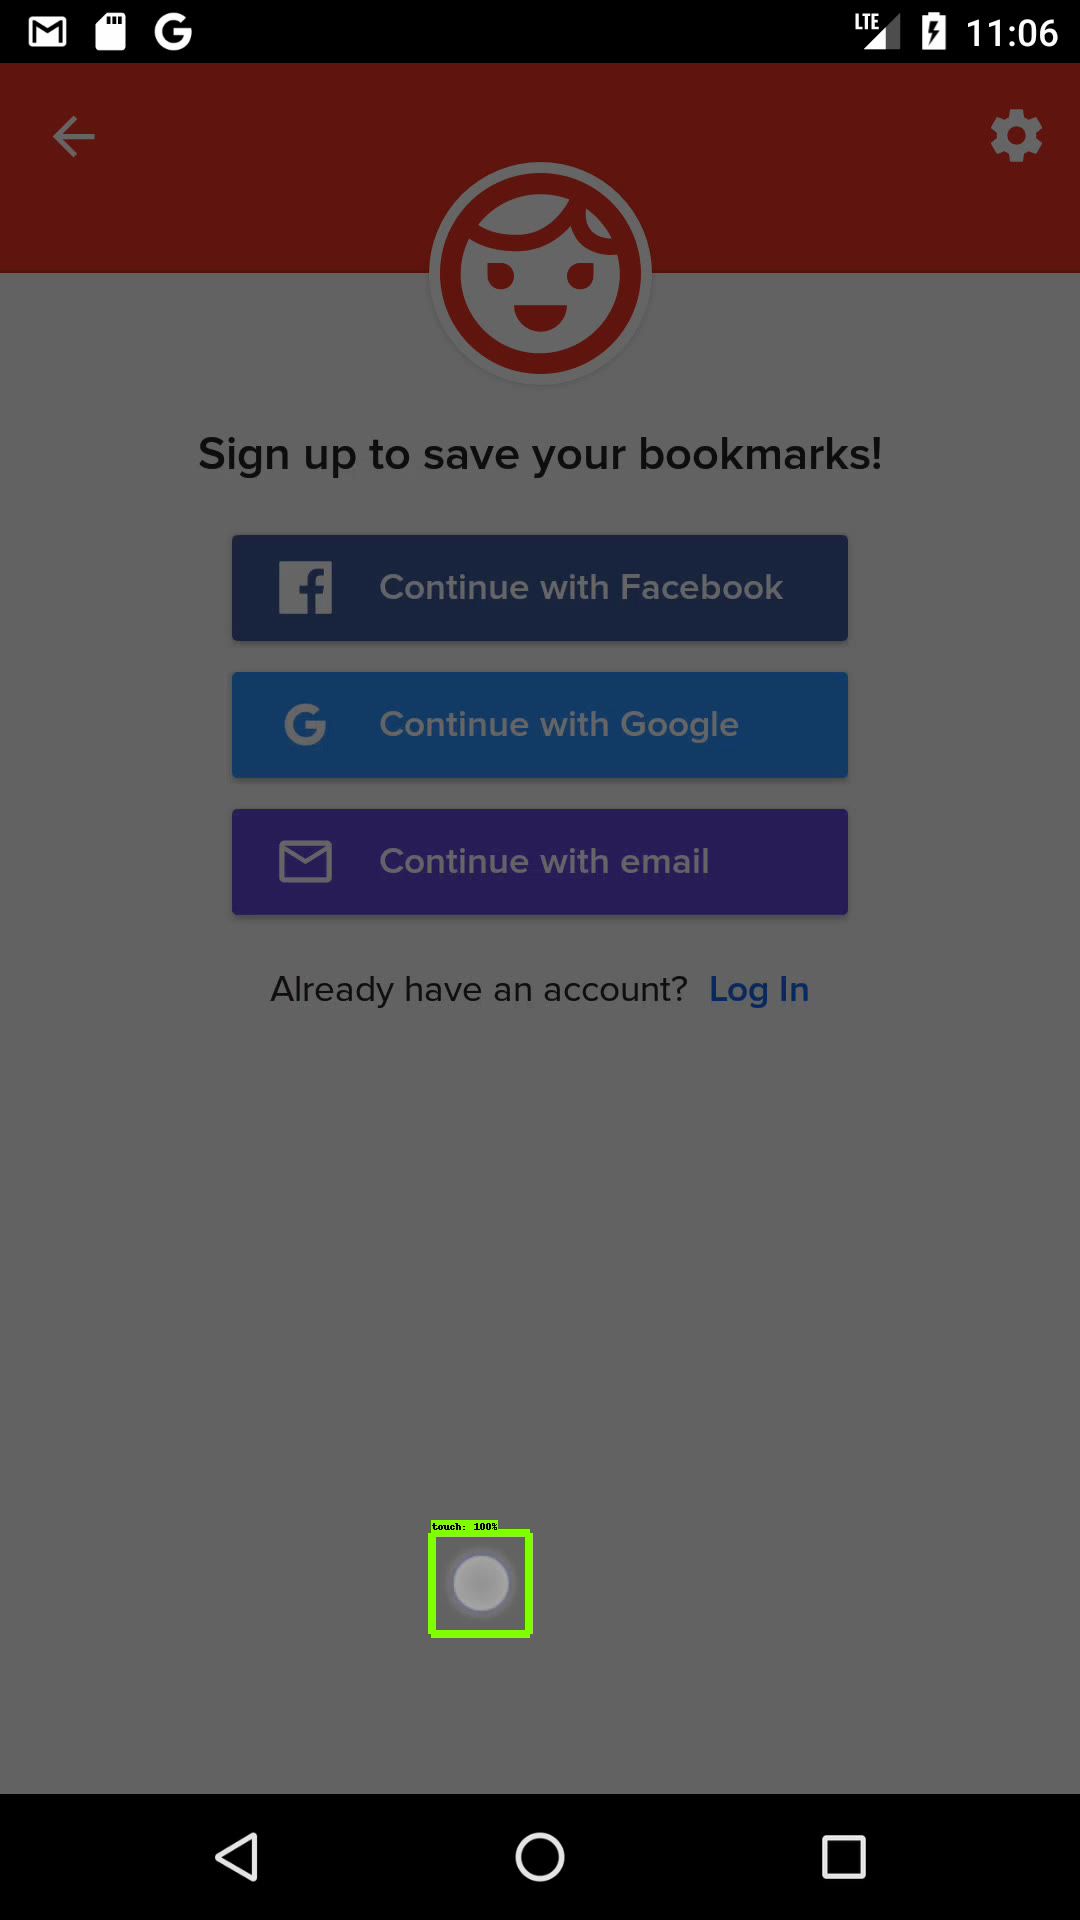 LTE 11:06
Sign up to save your bookmarks!
Continue with Facebook
Continue with Google
Continue with email
Already have an account? Log In
touch: 100%